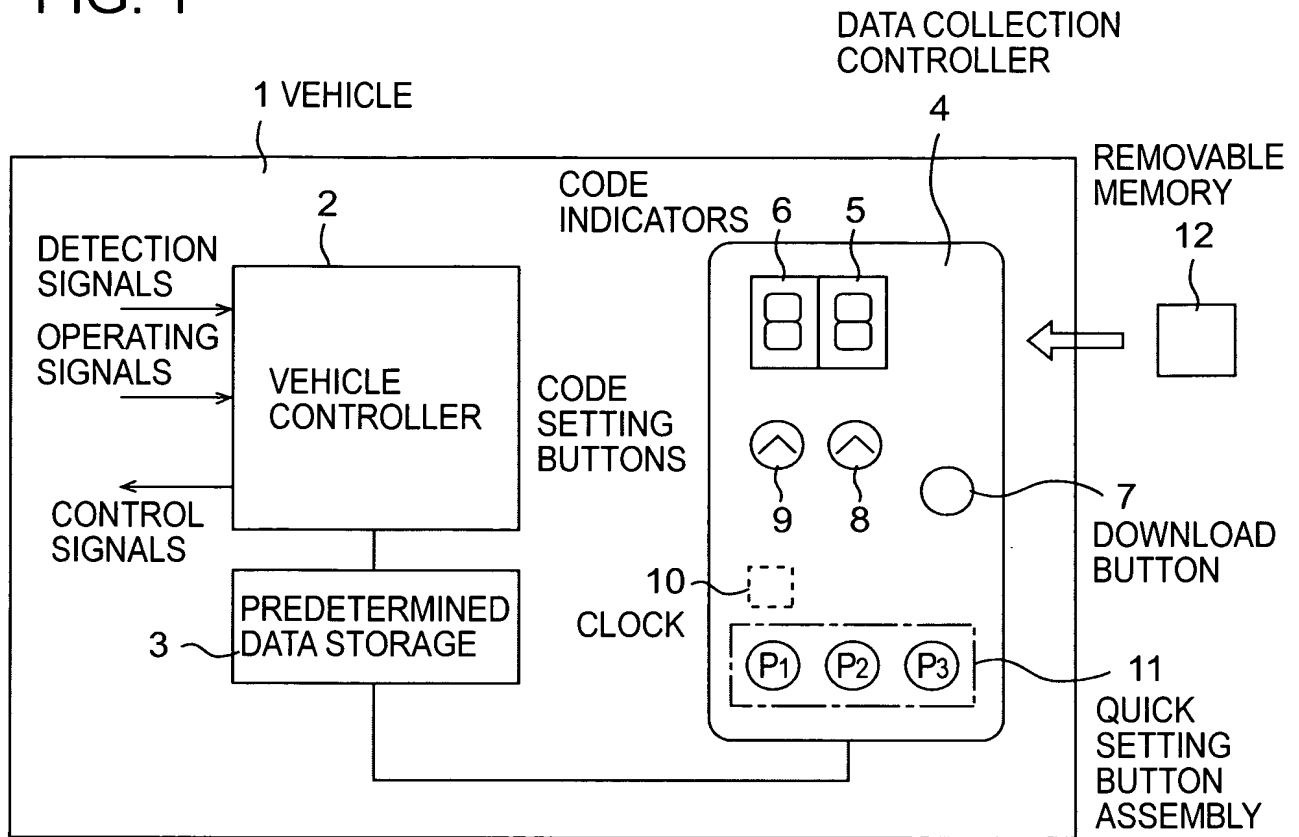 FIG. 1
DATA COLLECTION
CONTROLLER
4
1 VEHICLE
REMOVABLE
MEMORY
12
CODE
INDICATORS
6
5
2
DETECTION
SIGNALS
OPERATING
SIGNALS
VEHICLE
CONTROLLER
CODE
SETTING
BUTTONS
9
8
7
DOWNLOAD
BUTTON
CONTROL
SIGNALS
10
CLOCK
PREDETERMINED
DATA STORAGE
3
P1
P2
P3
11
QUICK
SETTING
BUTTON
ASSEMBLY